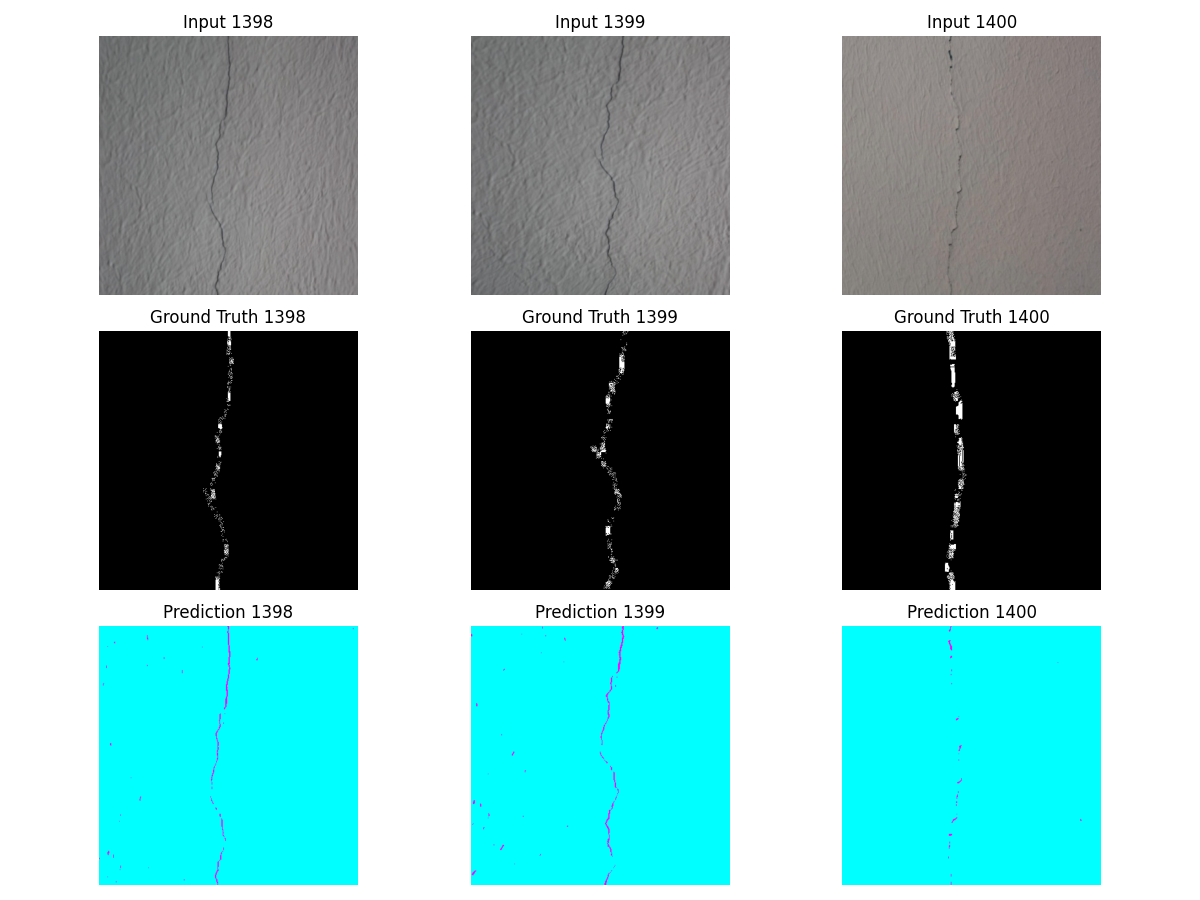 Input 1398
Input 1399
Input 1400
Ground Truth 1398
Ground Truth 1399
Ground Truth 1400
Prediction 1398
Prediction 1399
Prediction 1400